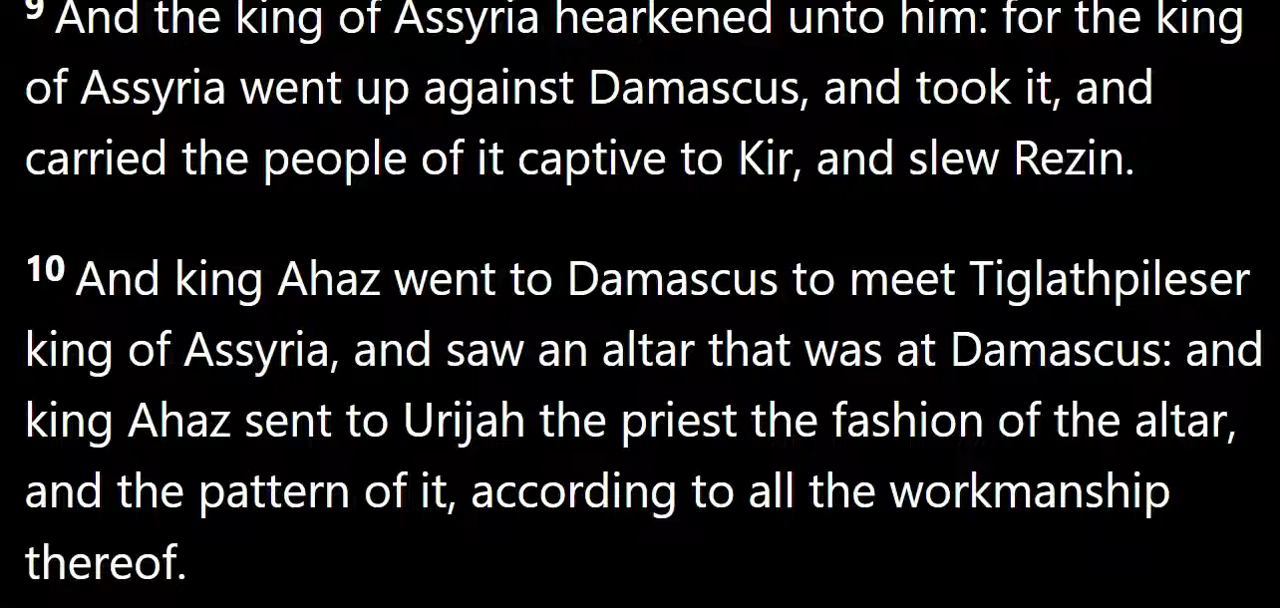 9 And the king of Assyria hearkened unto him: for the king
of Assyria went up against Damascus, and took it, and
carried the people of it captive to Kir, and slew Rezin.
10 And king Ahaz went to Damascus to meet Tiglathpileser
king of Assyria, and saw an altar that was at Damascus: and
king Ahaz sent to Urijah the priest the fashion of the altar,
and the pattern of it, according to all the workmanship
thereof.